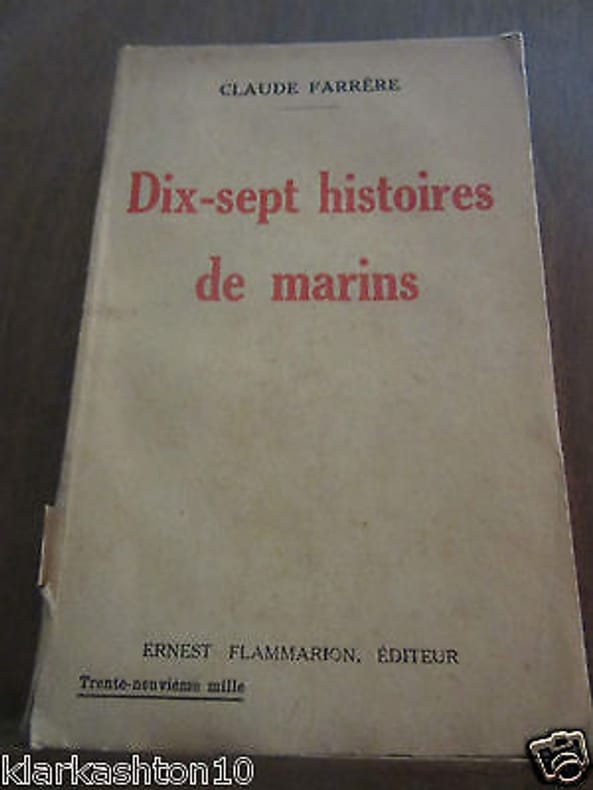 CLAUDE FARRÈRE
Dix-sept histoires
de marins
ERNEST FLAMMARION, ÉDITEUR
Trente-neuvième mille
klarkashton10